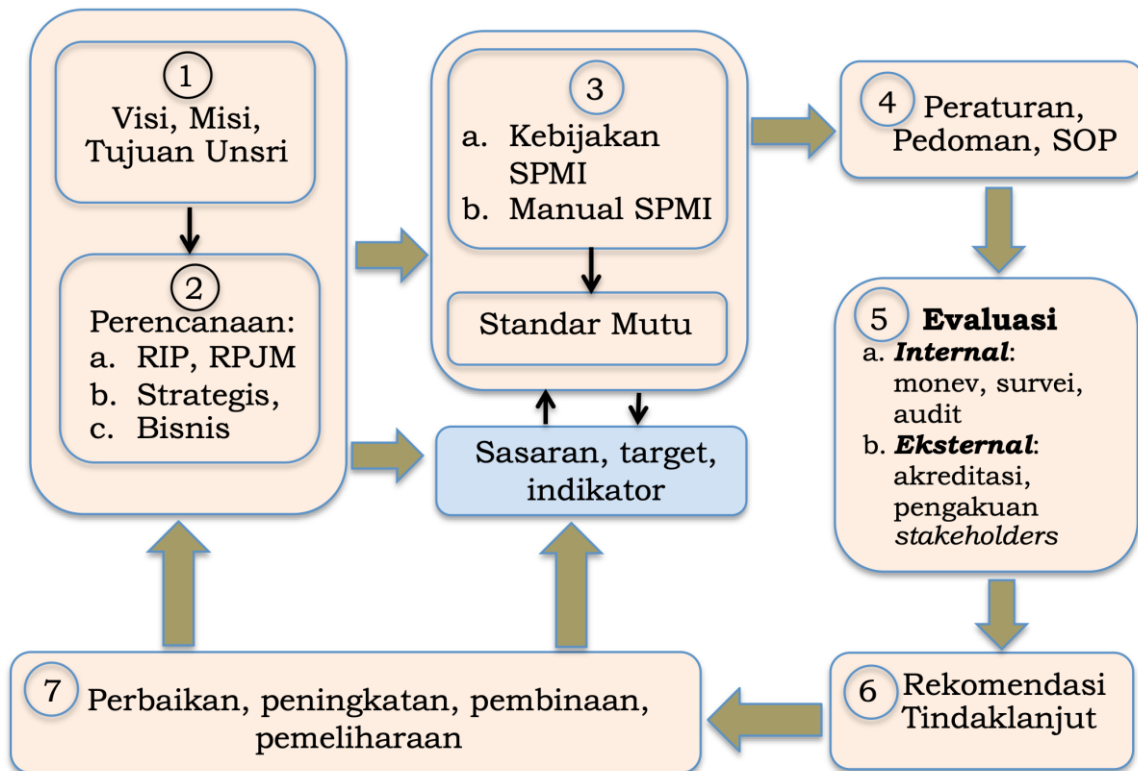 1
Visi, Misi,
Tujuan Unsri
2
Perencanaan:
a. RIP, RPJM
b. Strategis,
c. Bisnis
3
a. Kebijakan
SPMI
b. Manual SPMI
Standar Mutu
Sasaran, target,
indikator
4 Peraturan,
Pedoman, SOP
5 Evaluasi
a. Internal:
monev, survei,
audit
b. Eksternal:
akreditasi,
pengakuan
stakeholders
6 Rekomendasi
Tindaklanjut
7 Perbaikan, peningkatan, pembinaan,
pemeliharaan